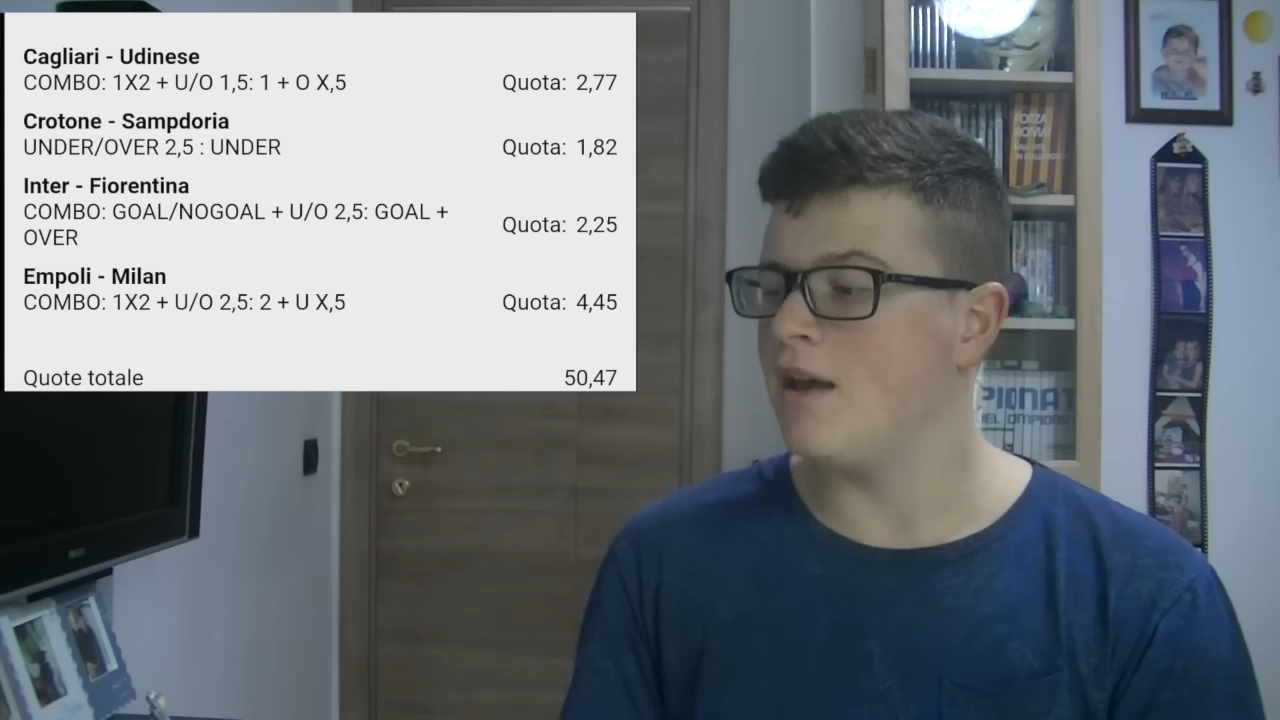 Cagliari - Udinese
COMBO: 1X2 + U/O 1,5: 1 + O X,5 Quota: 2,77
Crotone - Sampdoria
UNDER/OVER 2,5 : UNDER Quota: 1,82
Inter - Fiorentina
COMBO: GOAL/NOGOAL + U/O 2,5: GOAL + Quota: 2,25
OVER
Empoli - Milan
COMBO: 1X2 + U/O 2,5: 2 + U X,5 Quota: 4,45
Quote totale 50,47
FORZA
ROMA!